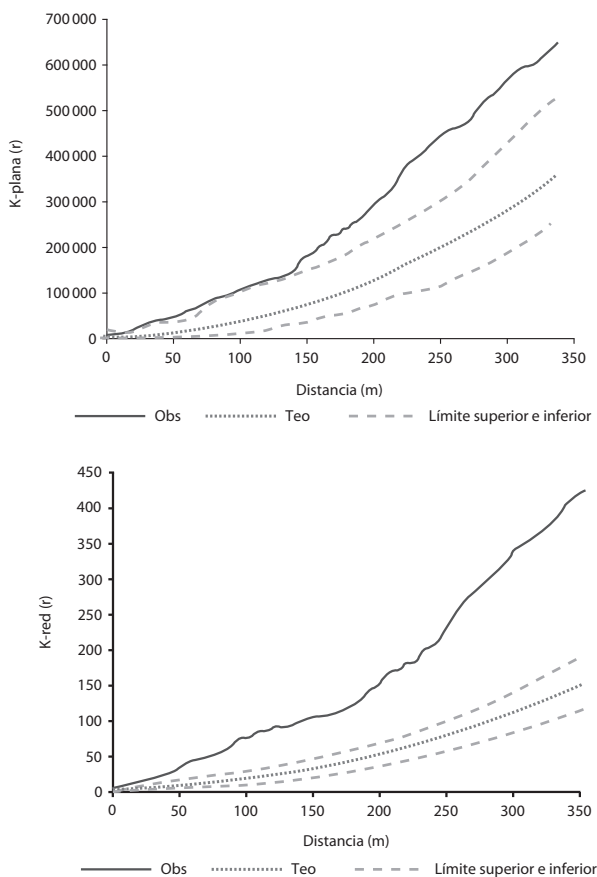 700 000
600 000
500 000
400 000
300 000
200 000
100 000
0
K-plana (r)
0 50 100 150 200 250 300 350
Distancia (m)
Obs Teo Límite superior e inferior
450
400
350
300
250
200
150
100
50
0
K-red (r)
0 50 100 150 200 250 300 350
Distancia (m)
Obs Teo Límite superior e inferior